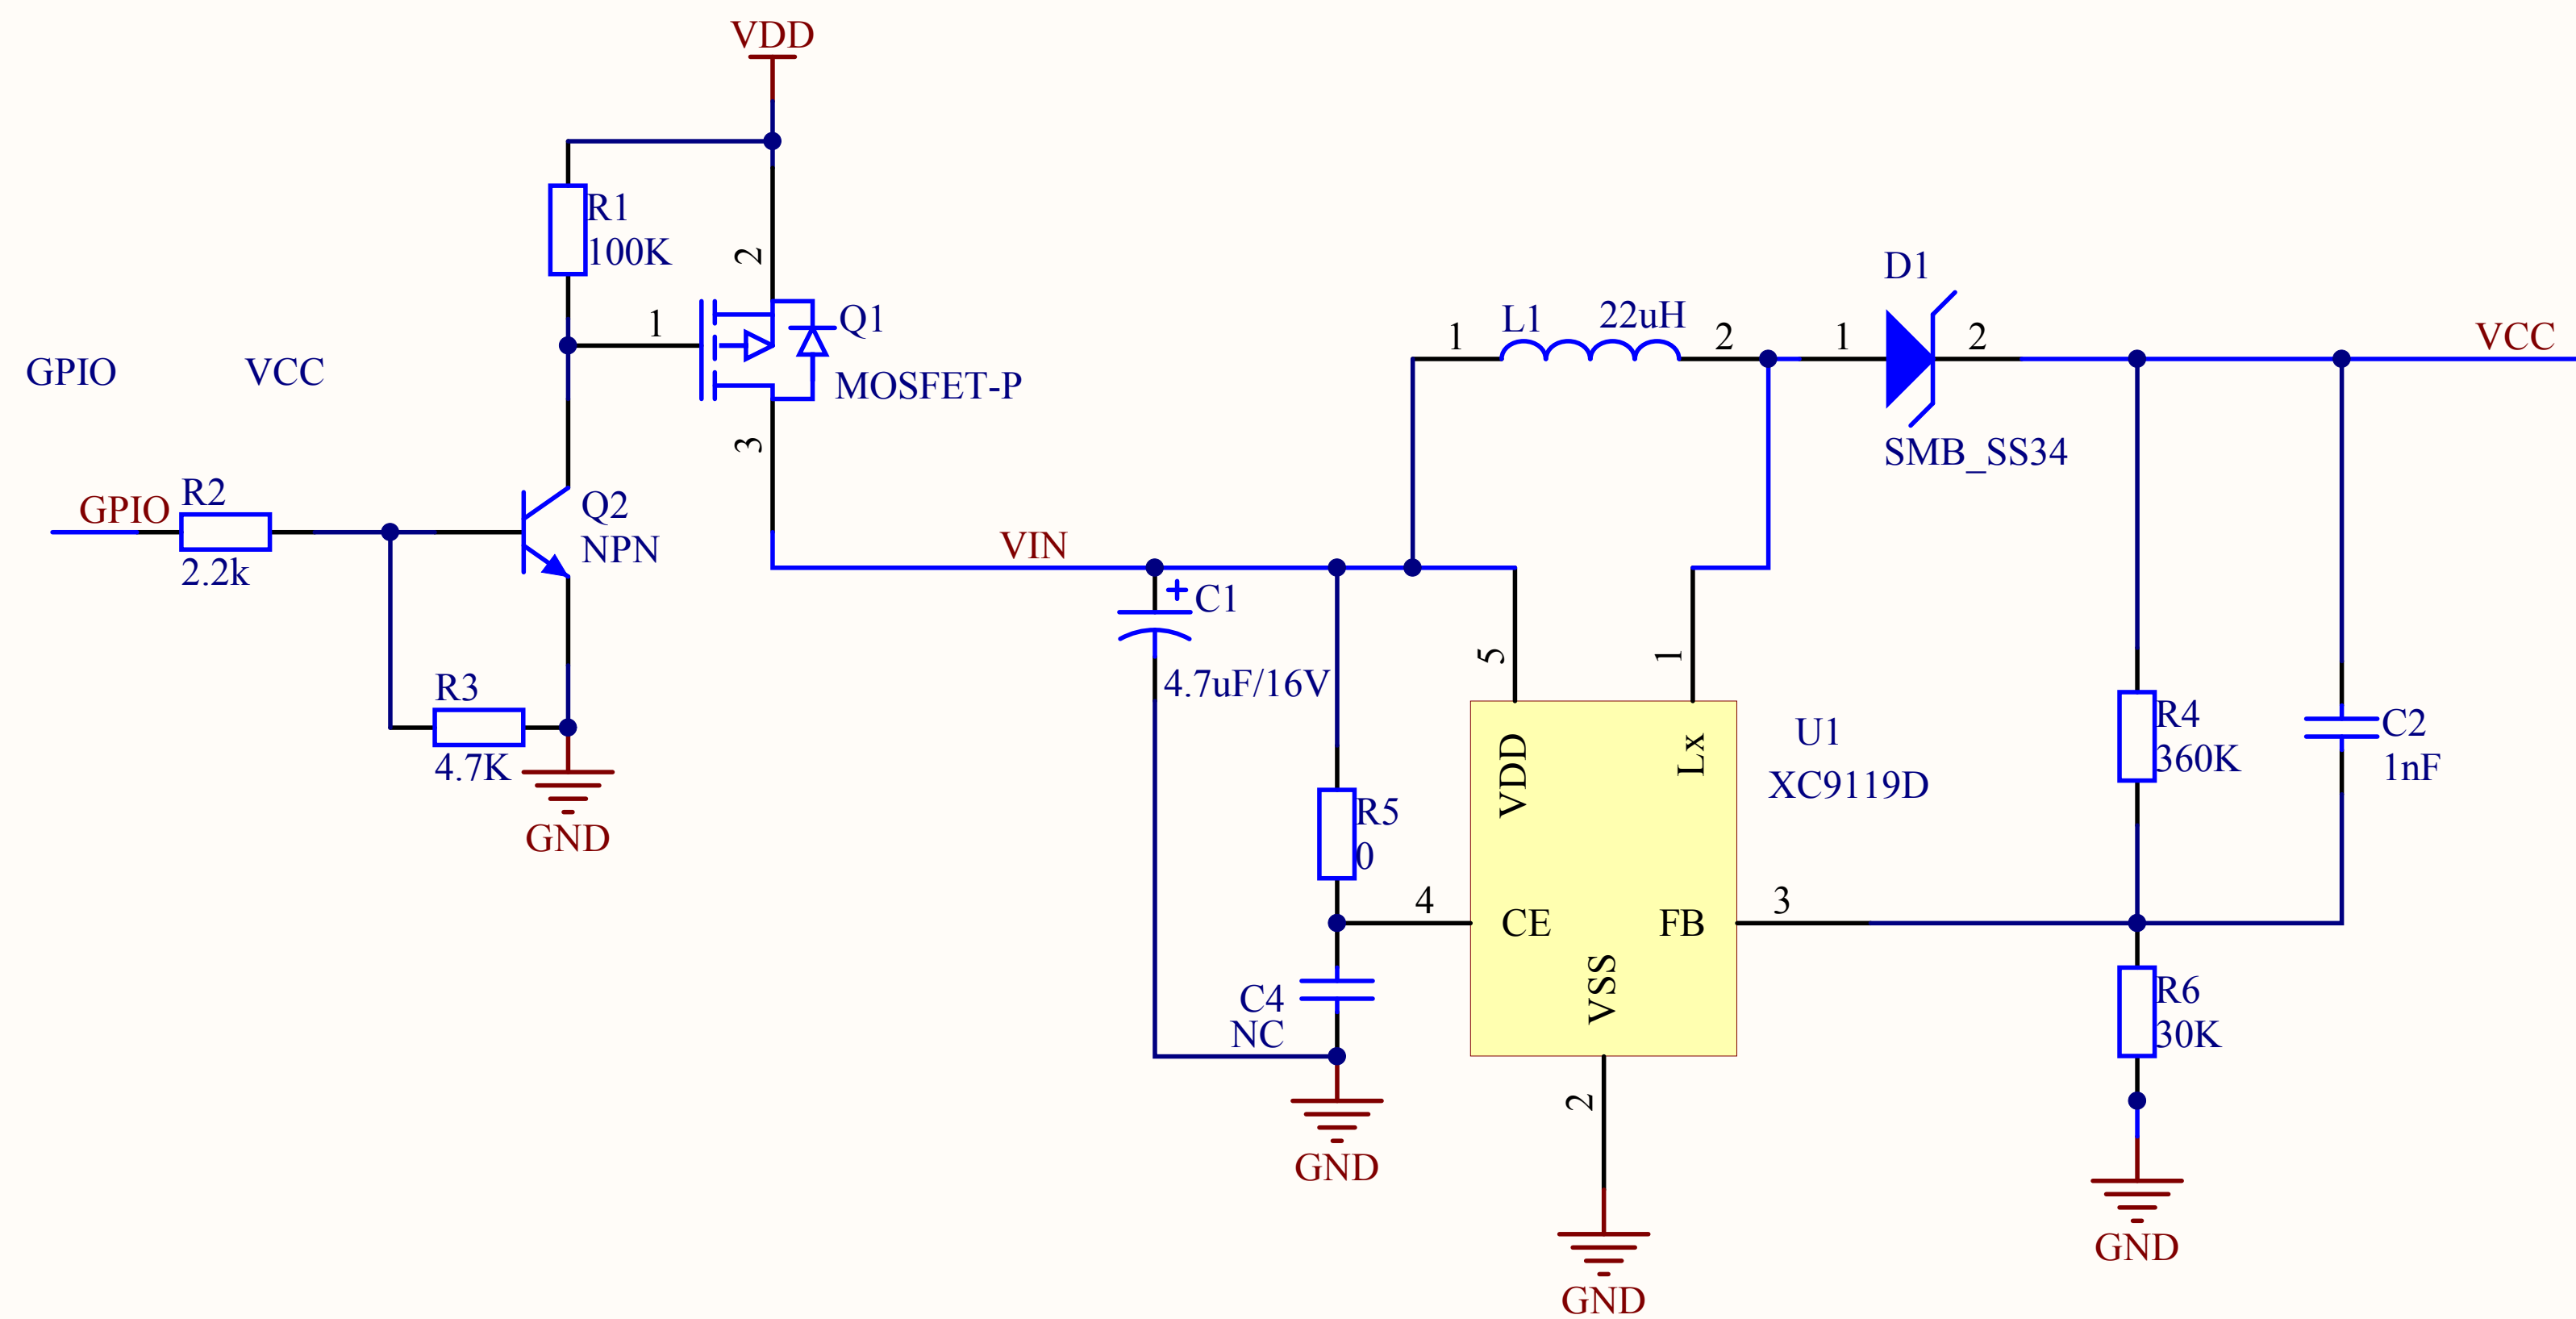 VDD
R1
100K
2
1
Q1
MOSFET-P
3
GPIO VCC
GPIO
R2
2.2k
Q2
NPN
R3
4.7K
GND
VIN
C1
4.7uF/16V
1
L1
22uH
2
1
D1
2
SMB_SS34
VCC
5
1
VDD
Lx
U1
XC9119D
R5
0
4
CE
FB
3
VSS
2
C4
NC
GND
GND
R4
360K
C2
1nF
R6
30K
GND